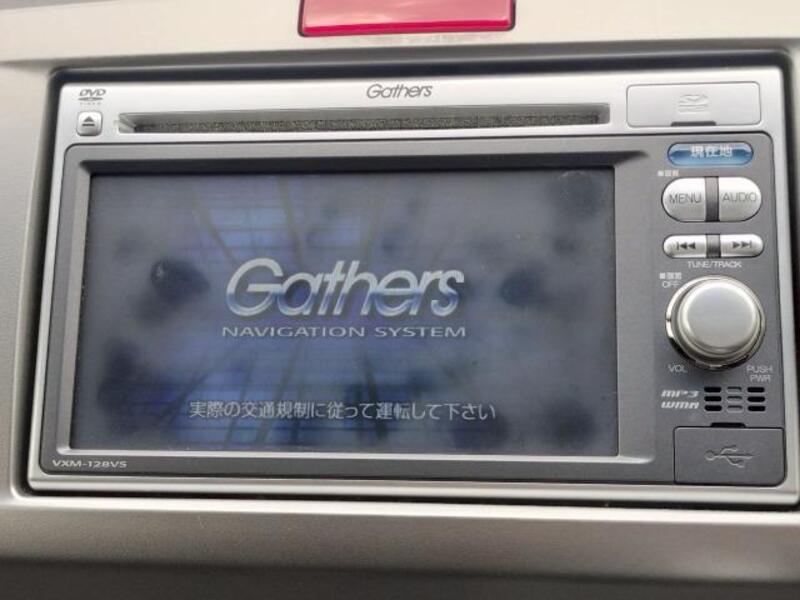 DVD
VIDEO
Gathers
現在地
MENU
AUDIO
TUNE/TRACK
OFF
VOL
PUSH
PWR
MP3
WMA
Gathers
NAVIGATION SYSTEM
実際の交通規制に従って運転して下さい
VXM-128VS